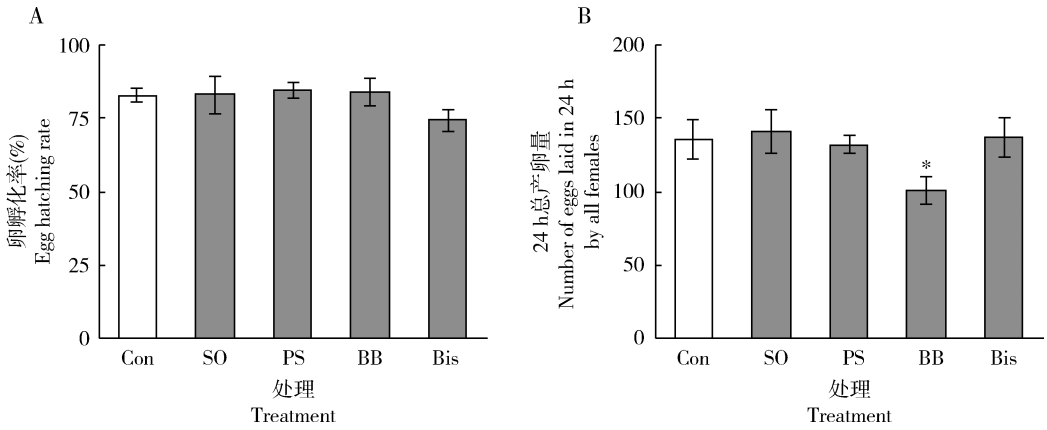 A
100
75
50
25
0
卵孵化率(%)
Egg hatching rate
Con SO PS BB Bis
处理
Treatment
B
200
150
100
50
0
24 h总产卵量
Number of eggs laid in 24 h
by all females
*
Con SO PS BB Bis
处理
Treatment